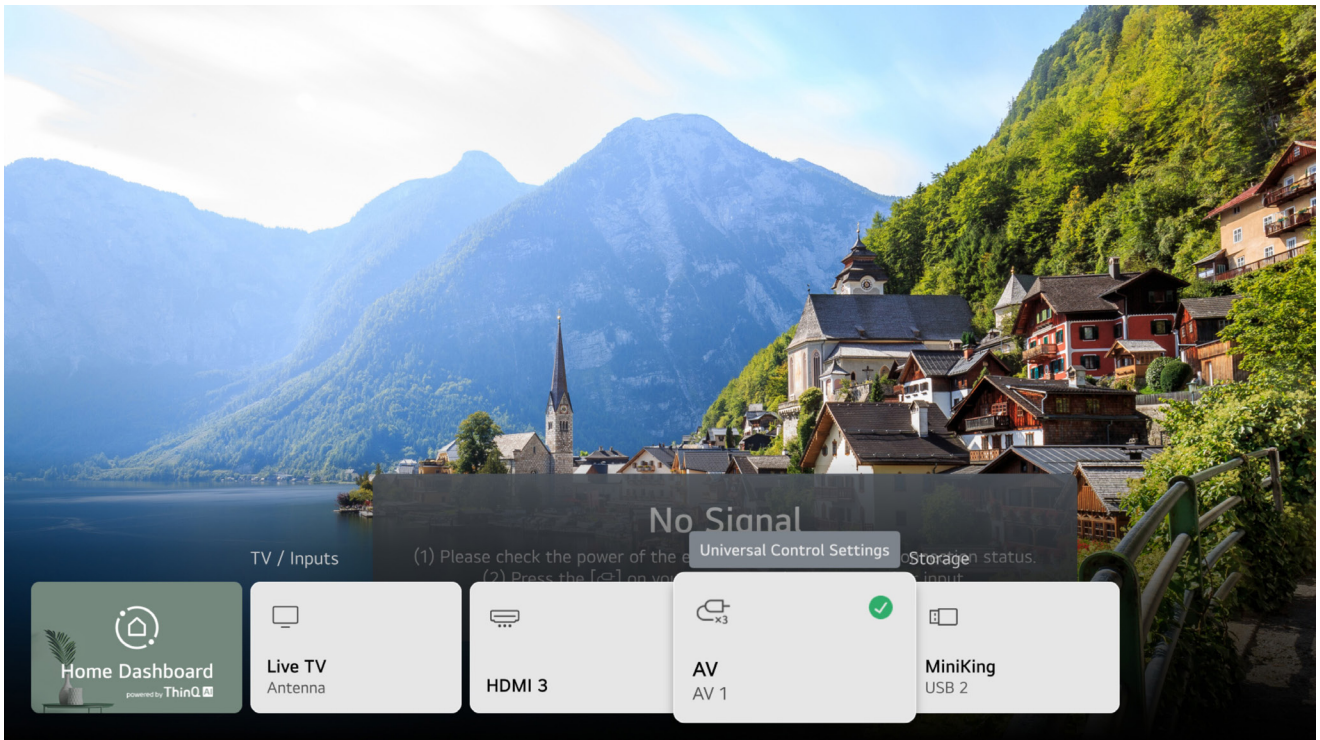 No Signal
Universal Control Settings
TV / Inputs
(1) Please check the power of the e
nnection status.
Storage
(2) Press the [ ] on yo
input
Home Dashboard
powered by ThinQ AI
Live TV
Antenna
HDMI 3
x3
AV
AV 1
MiniKing
USB 2